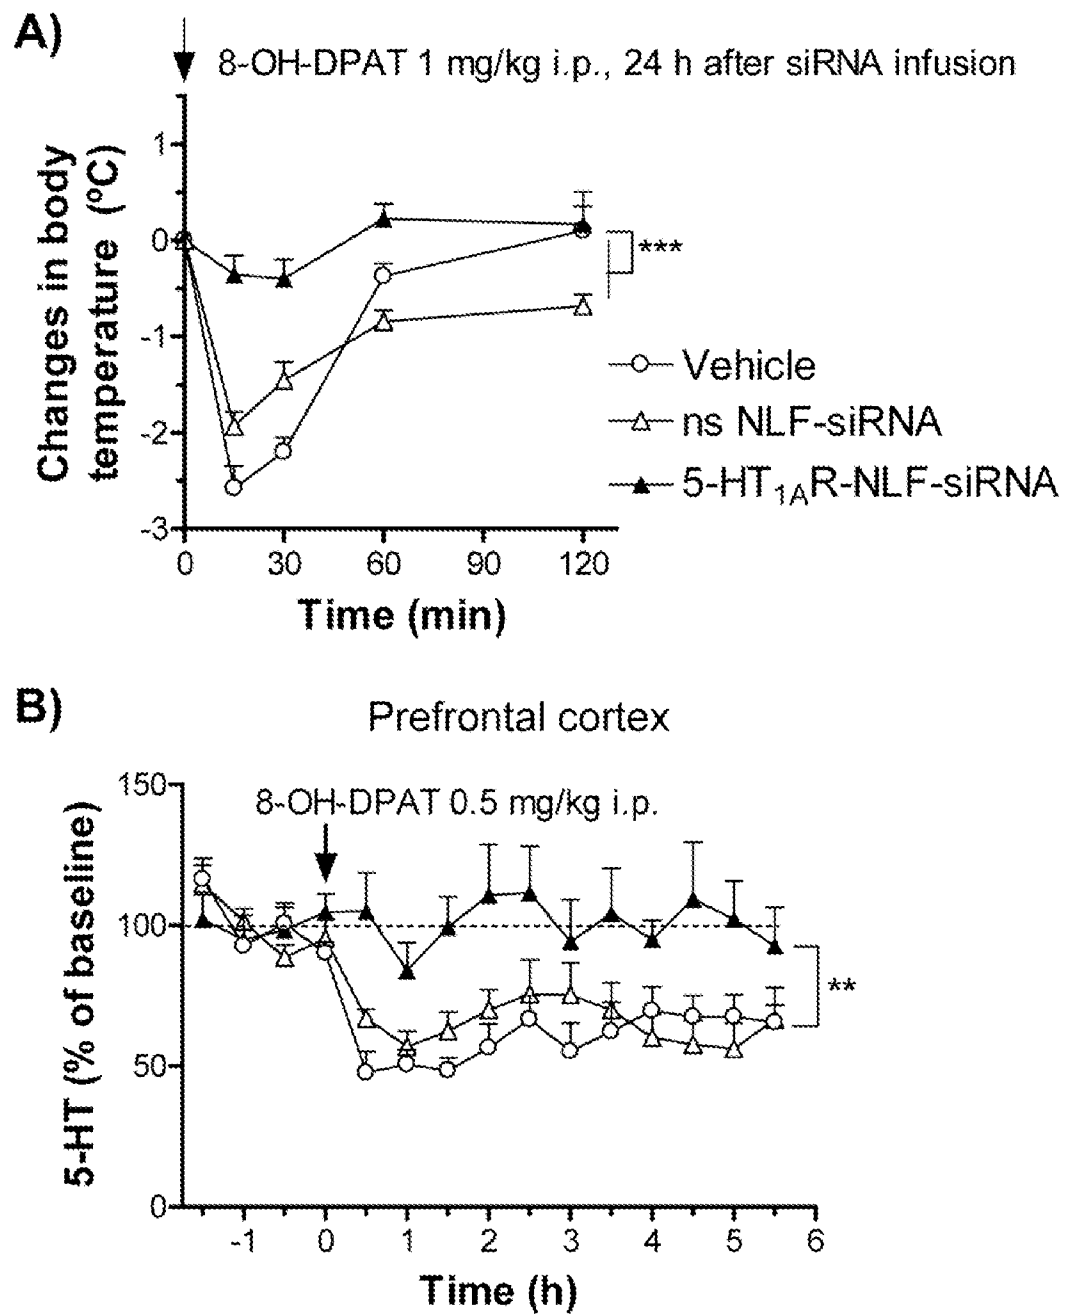 A)
8-OH-DPAT 1 mg/kg i.p., 24 h after siRNA infusion
Changes in body
temperature (ºC)
1
0
-1
-2
-3
***
Vehicle
ns NLF-siRNA
5-HT1AR-NLF-siRNA
0 30 60 90 120
Time (min)
B)
Prefrontal cortex
8-OH-DPAT 0.5 mg/kg i.p.
5-HT (% of baseline)
150
100
50
0
**
-1 0 1 2 3 4 5 6
Time (h)